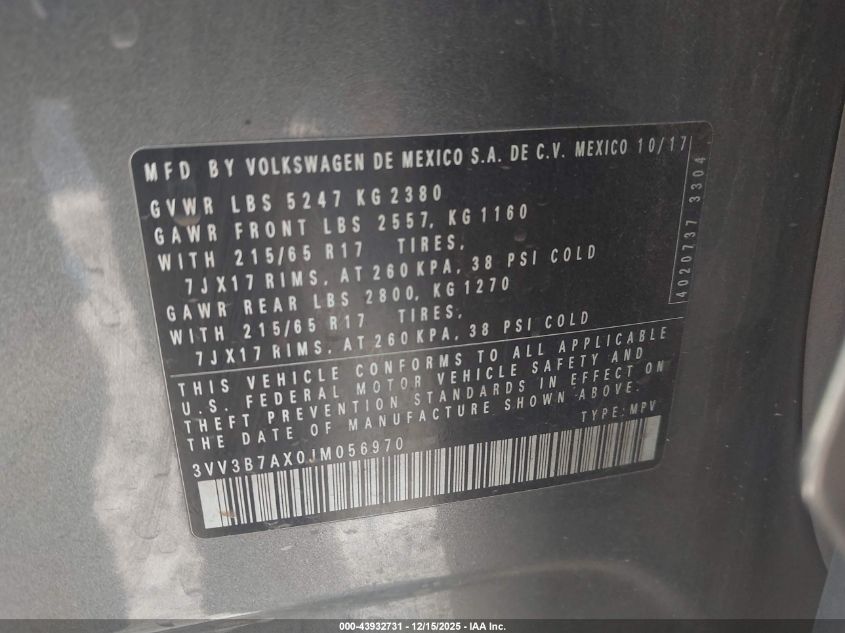 MFD BY VOLKSWAGEN DE MEXICO S.A. DE C.V. MEXICO 10/17
GVWR LBS 5247 KG 2380
GAWR FRONT LBS 2557, KG 1160
WITH 215/65 R17 TIRES,
7JX17 RIMS, AT 260 KPA, 38 PSI COLD
GAWR REAR LBS 2800, KG 1270
WITH 215/65 R17 TIRES,
7JX17 RIMS, AT 260 KPA, 38 PSI COLD
THIS VEHICLE CONFORMS TO ALL APPLICABLE
U.S. FEDERAL MOTOR VEHICLE SAFETY AND
THEFT PREVENTION STANDARDS IN EFFECT ON
THE DATE OF MANUFACTURE SHOWN ABOVE.
TYPE: MPV
3VV3B7AX0JM056970
4020737 3304
000-43932731 - 12/15/2025 - IAA Inc.